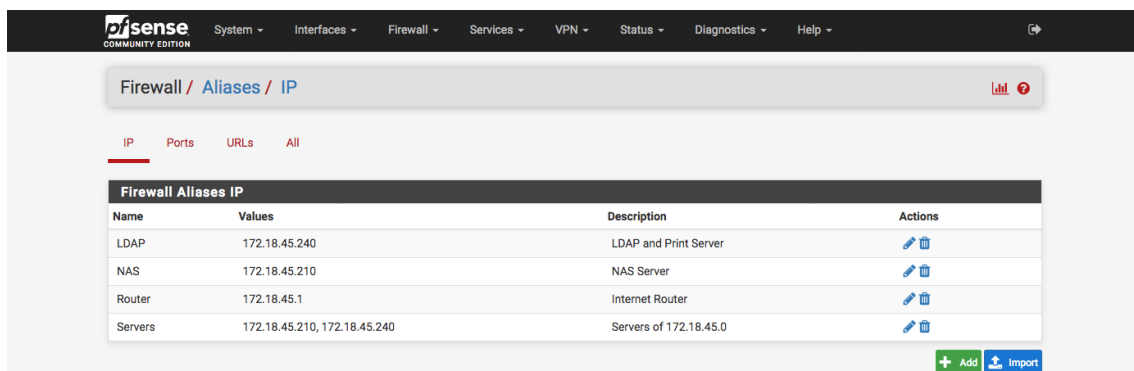 pfsense System Interfaces Firewall Services VPN Status Diagnostics Help
COMMUNITY EDITION
Firewall / Aliases / IP
IP Ports URLs All
Firewall Aliases IP
Name Values Description Actions
LDAP 172.18.45.240 LDAP and Print Server
NAS 172.18.45.210 NAS Server
Router 172.18.45.1 Internet Router
Servers 172.18.45.210, 172.18.45.240 Servers of 172.18.45.0
Add Import